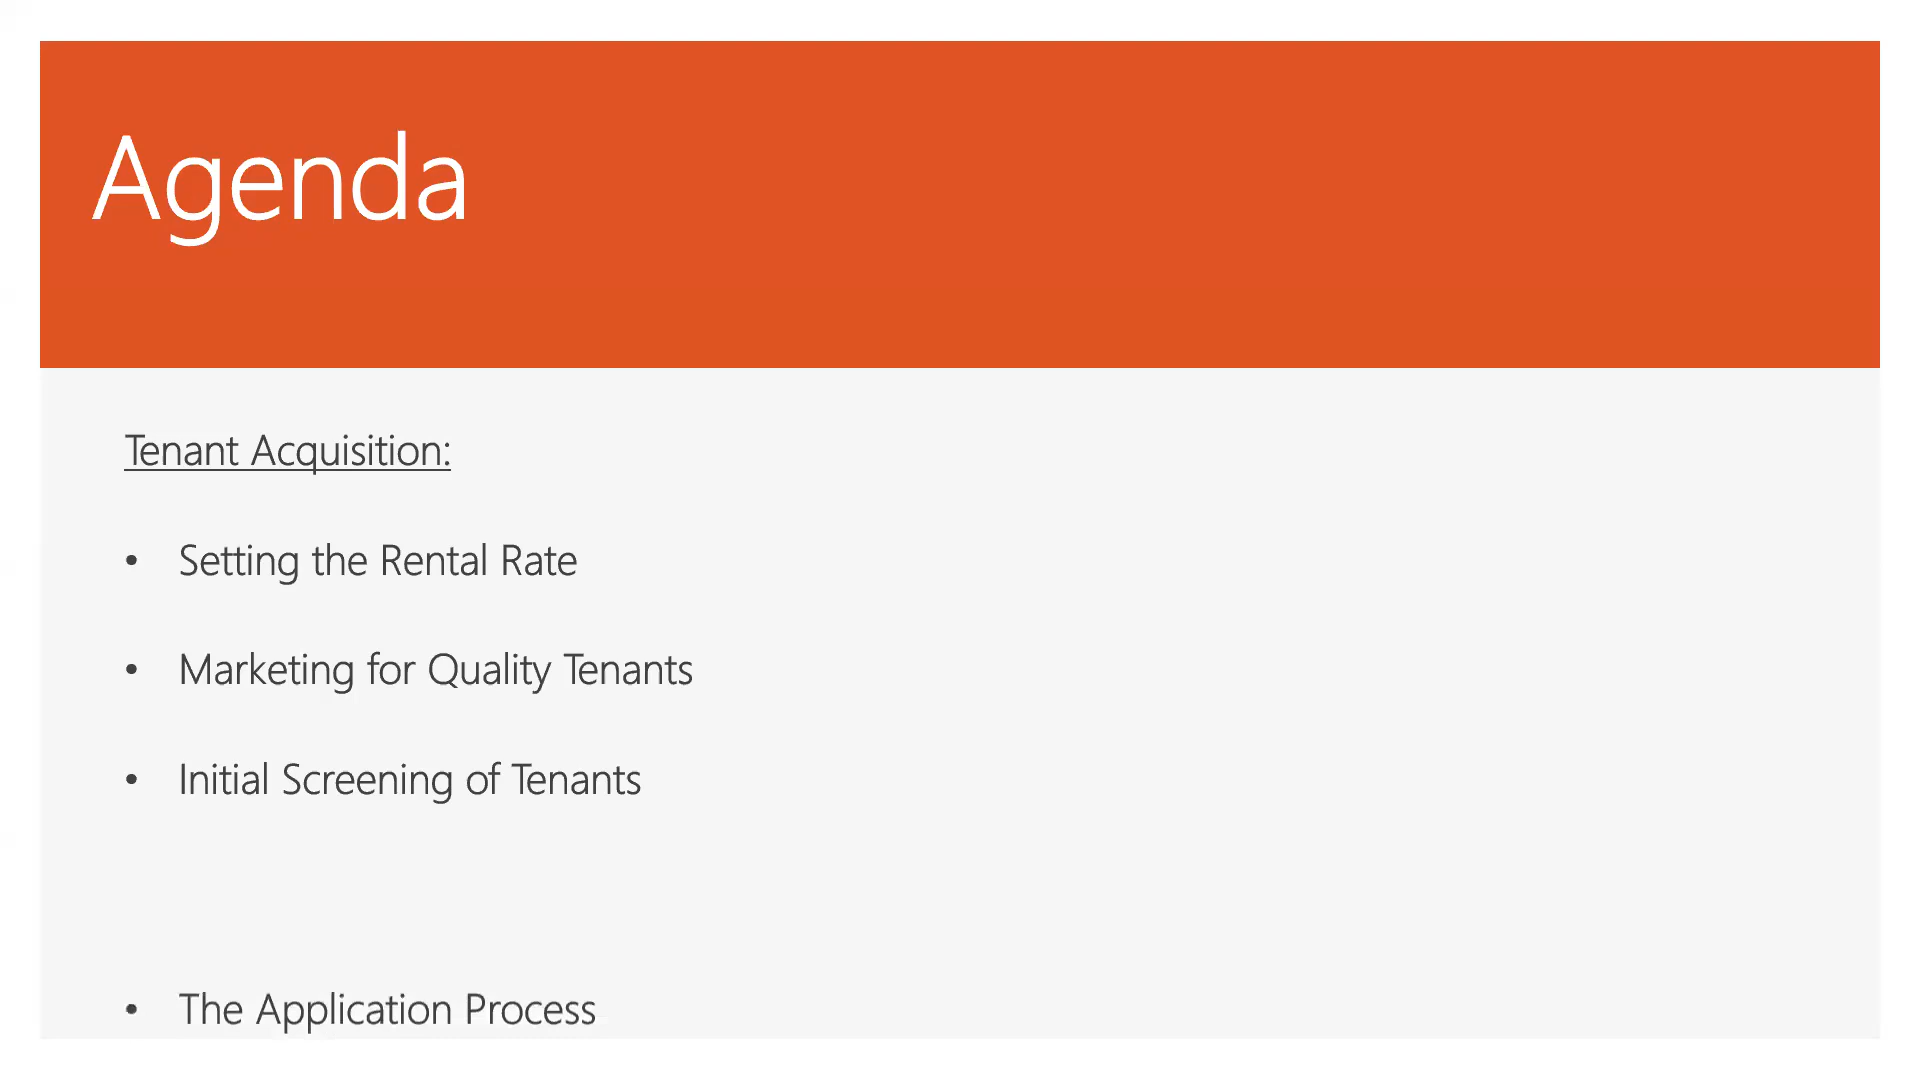 Agenda
Tenant Acquisition:
• Setting the Rental Rate
• Marketing for Quality Tenants
• Initial Screening of Tenants
• The Application Process